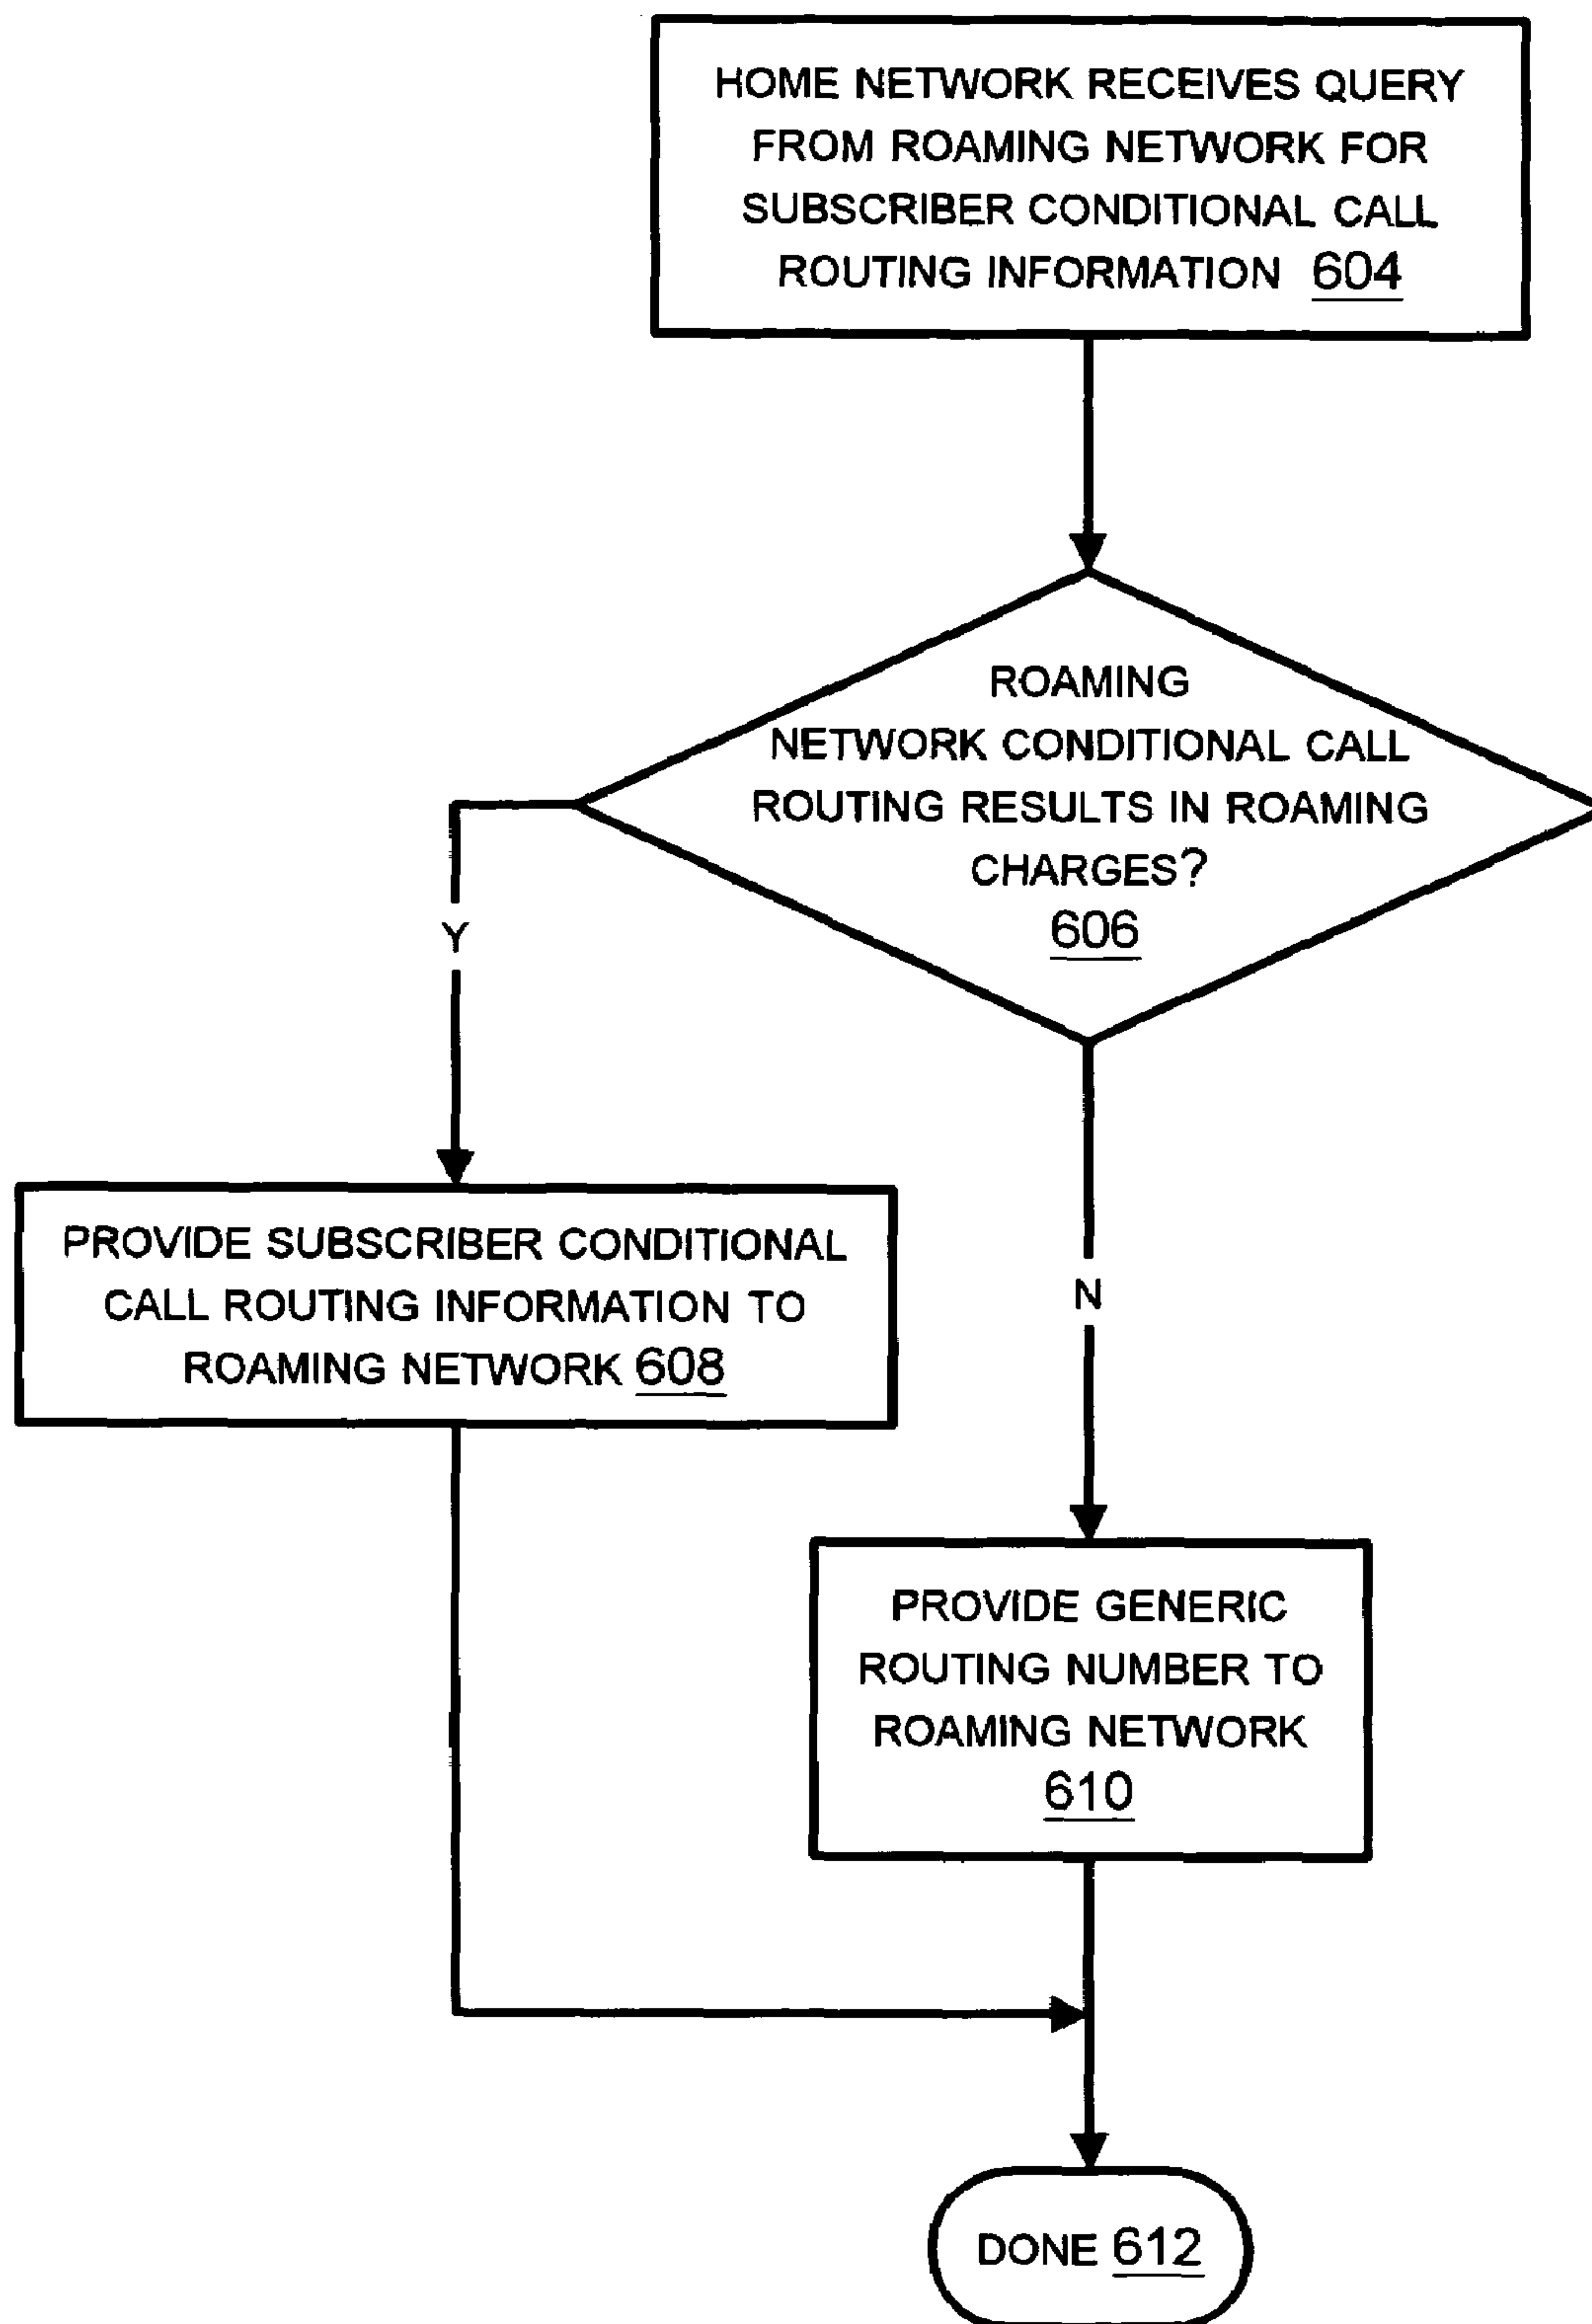 HOME NETWORK RECEIVES QUERY
FROM ROAMING NETWORK FOR
SUBSCRIBER CONDITIONAL CALL
ROUTING INFORMATION 604
ROAMING
NETWORK CONDITIONAL CALL
ROUTING RESULTS IN ROAMING
CHARGES?
606
Y
PROVIDE SUBSCRIBER CONDITIONAL
CALL ROUTING INFORMATION TO
ROAMING NETWORK 608
N
PROVIDE GENERIC
ROUTING NUMBER TO
ROAMING NETWORK
610
DONE 612